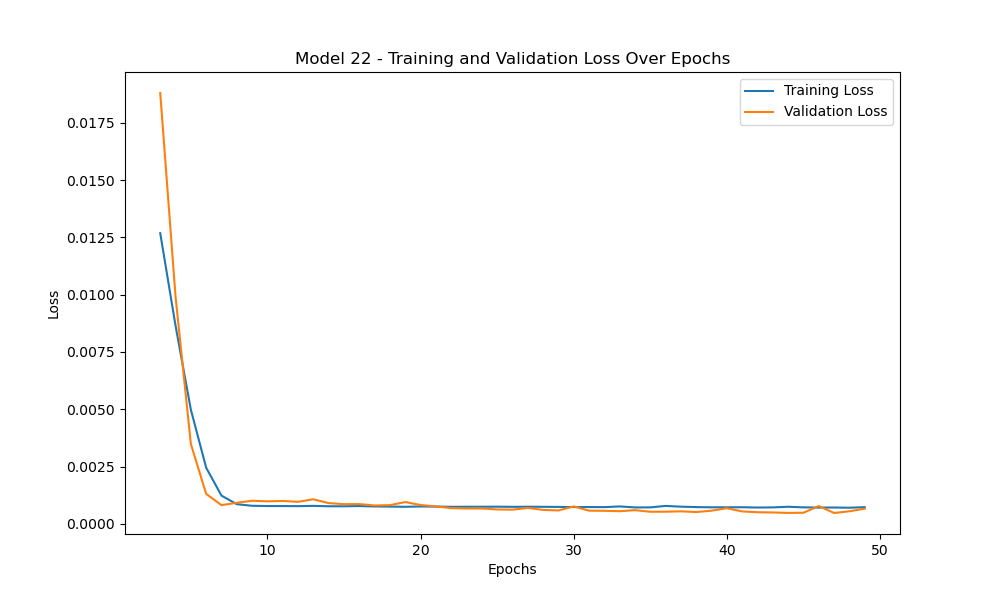 Model 22 - Training and Validation Loss Over Epochs
Training Loss
Validation Loss
0.0175
0.0150
0.0125
0.0100
0.0075
0.0050
0.0025
0.0000
Loss
10 20 30 40 50
Epochs